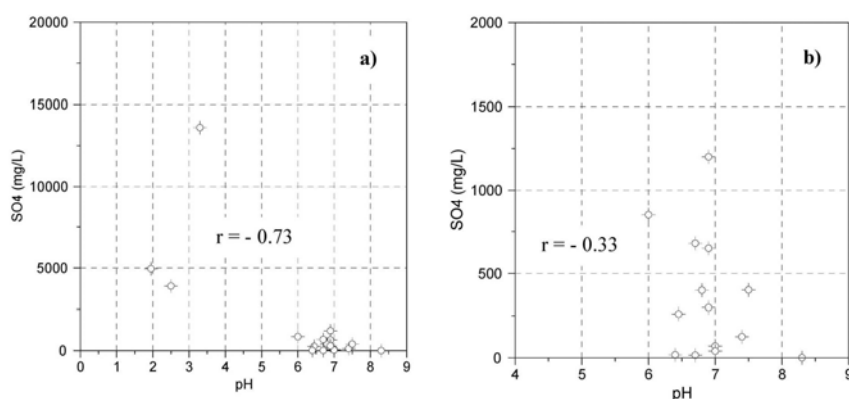 a)
20000
15000
10000
5000
0
SO4 (mg/L)
r = - 0.73
0 1 2 3 4 5 6 7 8 9
pH
b)
2000
1500
1000
500
0
SO4 (mg/L)
r = - 0.33
4 5 6 7 8 9
pH